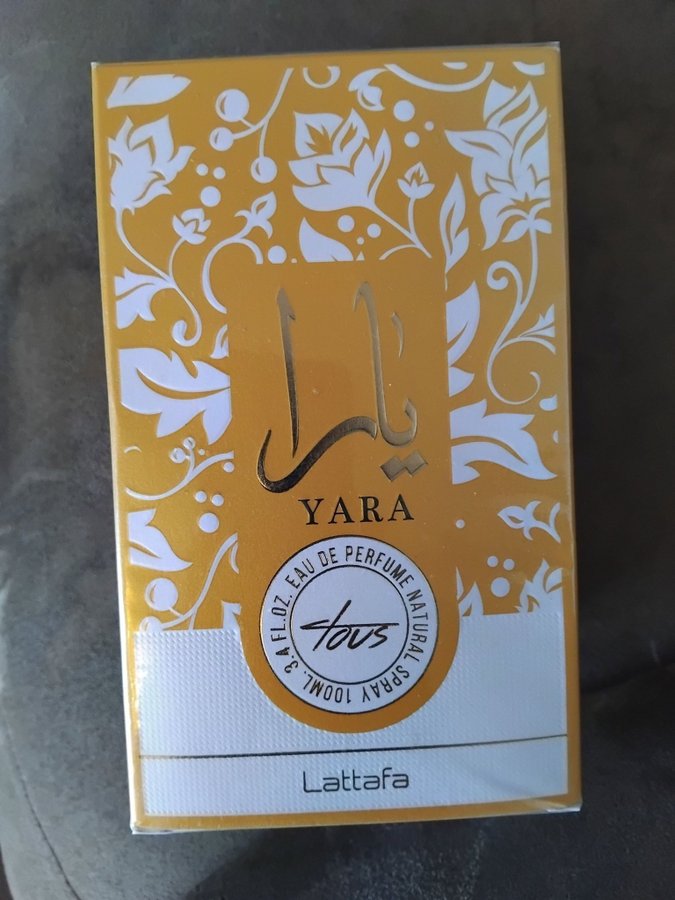 يارا
YARA
EAU DE PERFUME NATURAL SPRAY 100ML. 3.4 FL.OZ.
tous
Lattafa